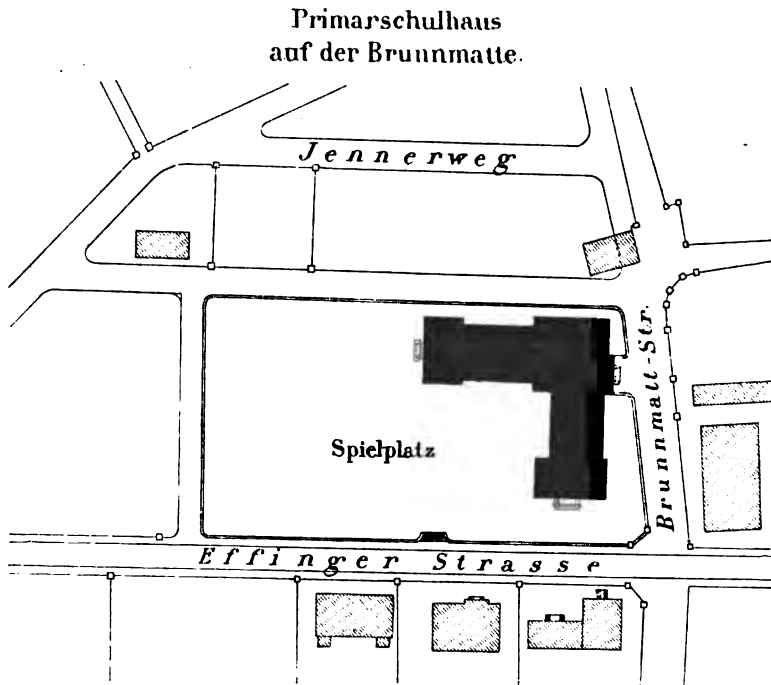 Primarschulhaus
auf der Brunnmatte.
Jennerweg
Brunnmatt-Str.
Spielplatz
Effinger Strasse